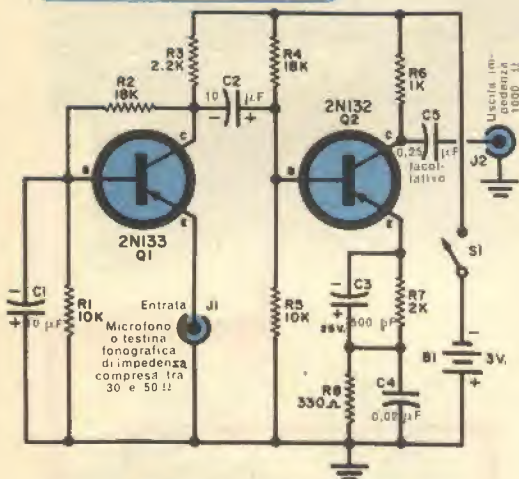 R3
2.2K
R4
18K
R2
18K
C2
10 µF
-
+
R6
1K
2N132
Q2
C5
0,25 µF
facol-
tativo
Uscita im-
pedenza
1000 Ω
J2
C
B
E
2N133
Q1
C
B
E
S1
C1
-
+
10 µF
R1
10K
Entrata
J1
Microfono
o testina
fonografica
di impedenza
compresa tra
30 e 50 Ω
R5
10K
C3
-
+
25 V.
500 pF
R7
2K
R8
330Ω
C4
0,02 µF
B1
-
+
3V.